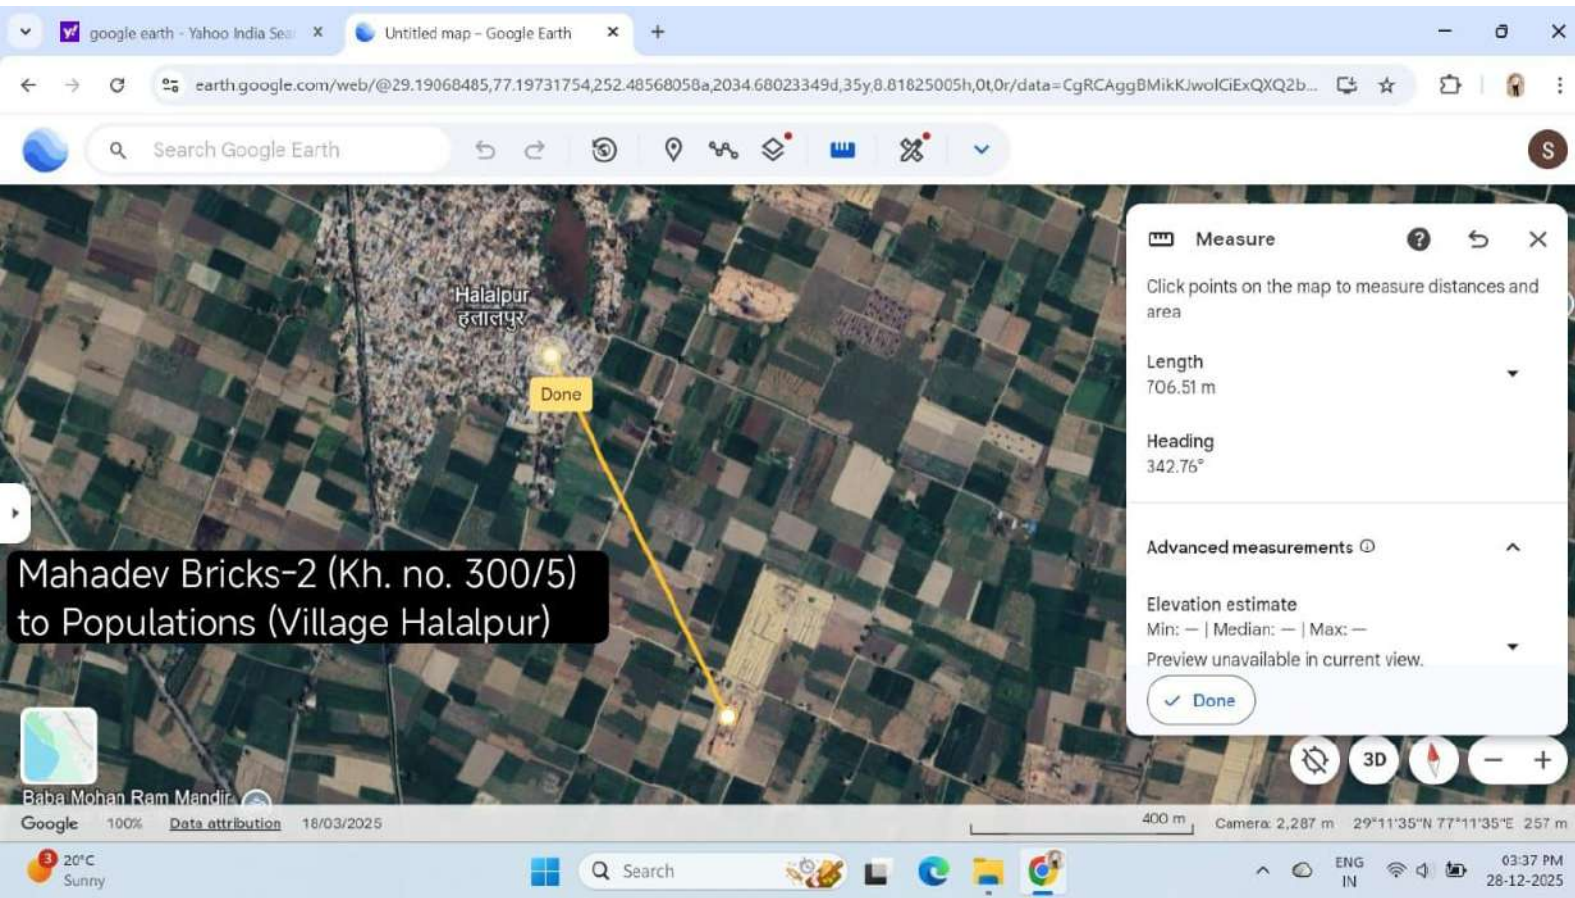 google earth - Yahoo India Sea
Untitled map – Google Earth
earth.google.com/web/@29.19068485,77.19731754,252.48568058a,2034.68023349d,35y,8.81825005h,0t,0r/data=CgRCAggBMikKJwolCiExQXQ2b...
Search Google Earth
S
Measure
Click points on the map to measure distances and
area
Length
706.51 m
Heading
342.76°
Advanced measurements
Elevation estimate
Min: — | Median: — | Max: —
Preview unavailable in current view.
Done
Halalpur
हलालपुर
Done
Mahadev Bricks-2 (Kh. no. 300/5)
to Populations (Village Halalpur)
3D
Baba Mohan Ram Mandir
Google 100% Data attribution 18/03/2025
400 m
Camera: 2,287 m 29°11'35"N 77°11'35"E 257 m
3
20°C
Sunny
Search
ENG
IN
03:37 PM
28-12-2025